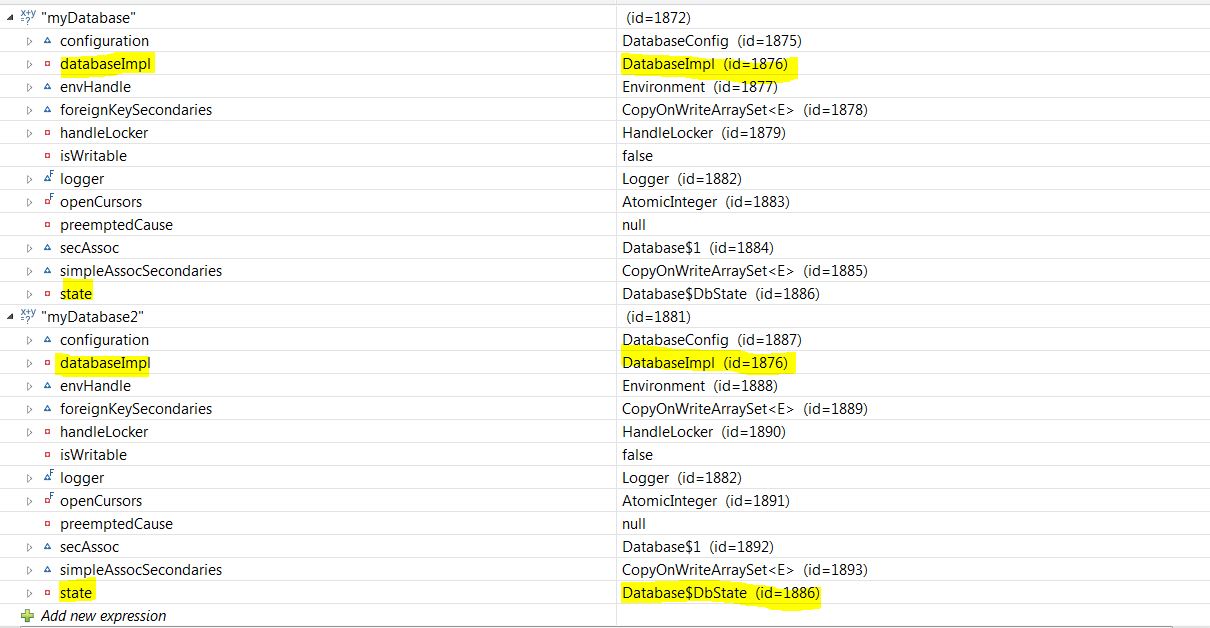 "myDatabase" (id=1872)
configuration DatabaseConfig (id=1875)
databaseImpl DatabaseImpl (id=1876)
envHandle Environment (id=1877)
foreignKeySecondaries CopyOnWriteArraySet<E> (id=1878)
handleLocker HandleLocker (id=1879)
isWritable false
logger Logger (id=1882)
openCursors AtomicInteger (id=1883)
preemptedCause null
secAssoc Database$1 (id=1884)
simpleAssocSecondaries CopyOnWriteArraySet<E> (id=1885)
state Database$DbState (id=1886)
"myDatabase2" (id=1881)
configuration DatabaseConfig (id=1887)
databaseImpl DatabaseImpl (id=1876)
envHandle Environment (id=1888)
foreignKeySecondaries CopyOnWriteArraySet<E> (id=1889)
handleLocker HandleLocker (id=1890)
isWritable false
logger Logger (id=1882)
openCursors AtomicInteger (id=1891)
preemptedCause null
secAssoc Database$1 (id=1892)
simpleAssocSecondaries CopyOnWriteArraySet<E> (id=1893)
state Database$DbState (id=1886)
Add new expression